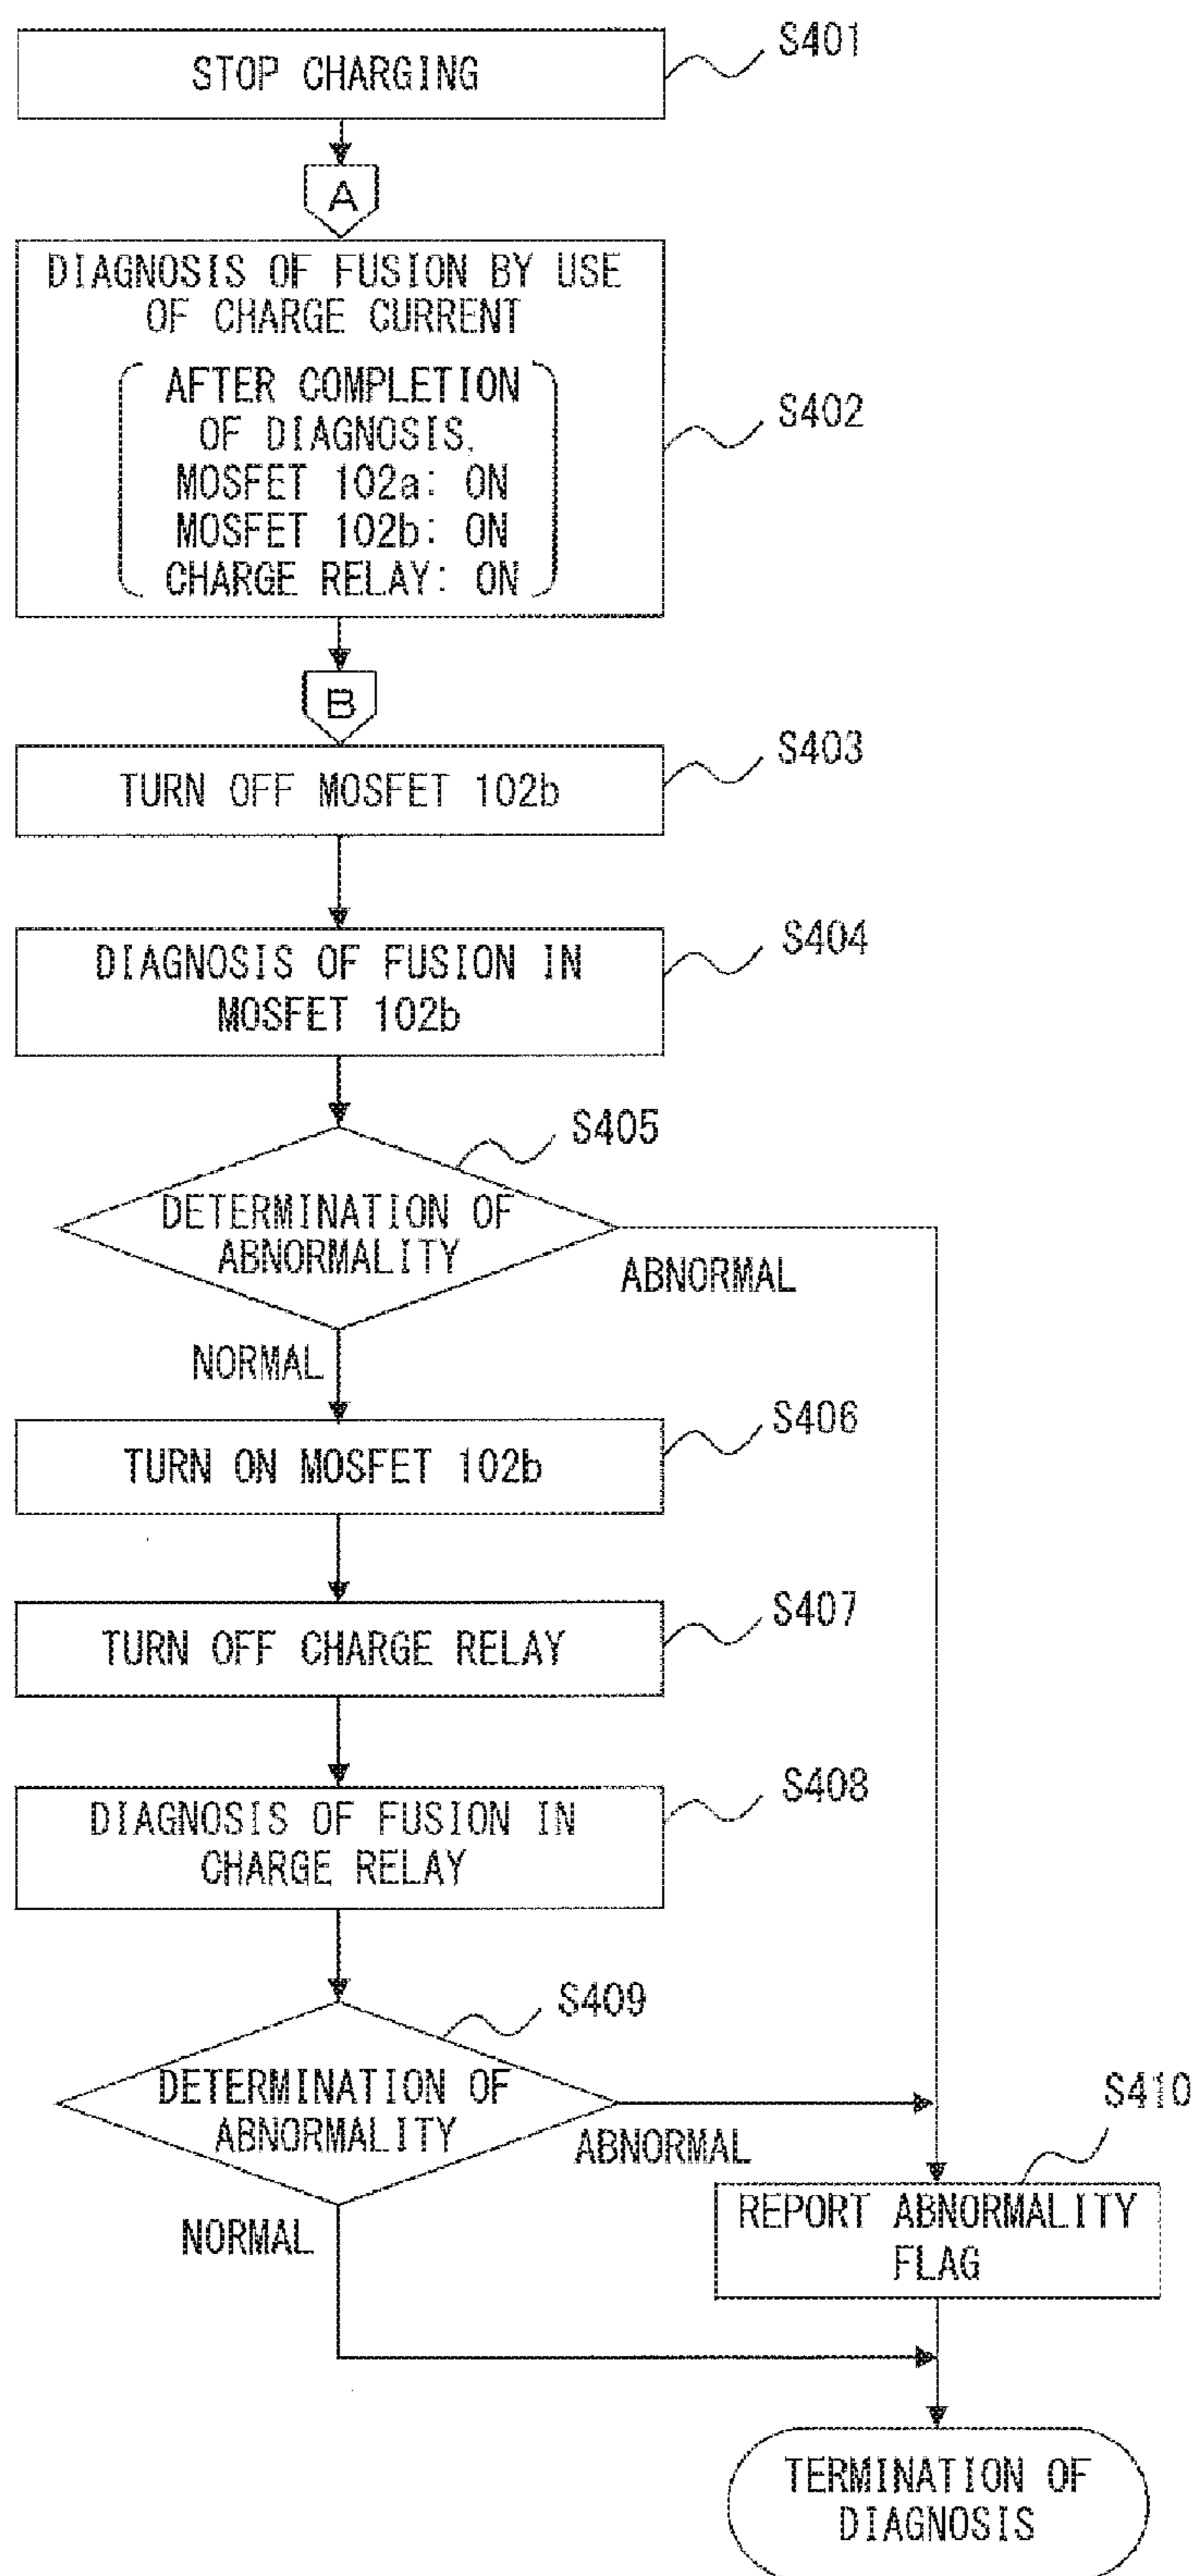 STOP CHARGING
S401
A
DIAGNOSIS OF FUSION BY USE
OF CHARGE CURRENT
AFTER COMPLETION
OF DIAGNOSIS,
MOSFET 102a: ON
MOSFET 102b: ON
CHARGE RELAY: ON
S402
B
TURN OFF MOSFET 102b
S403
DIAGNOSIS OF FUSION IN
MOSFET 102b
S404
S405
DETERMINATION OF
ABNORMALITY
ABNORMAL
NORMAL
TURN ON MOSFET 102b
S406
TURN OFF CHARGE RELAY
S407
DIAGNOSIS OF FUSION IN
CHARGE RELAY
S408
S409
DETERMINATION OF
ABNORMALITY
ABNORMAL
NORMAL
S410
REPORT ABNORMALITY
FLAG
TERMINATION OF
DIAGNOSIS